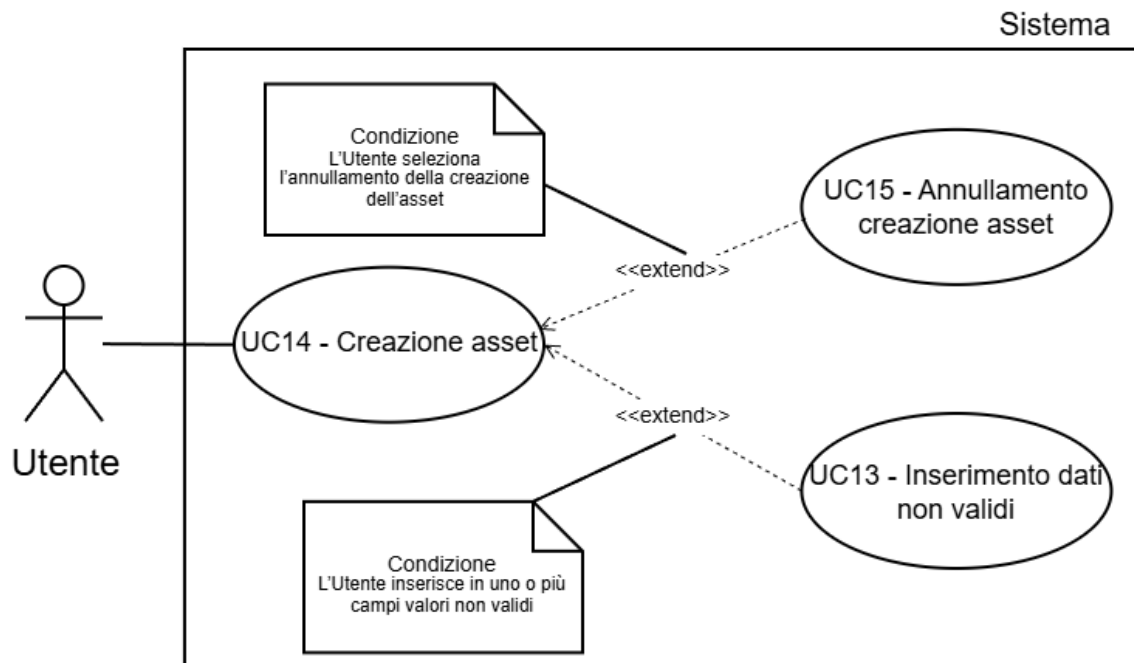 Sistema
Condizione
L'Utente seleziona
l'annullamento della creazione
dell'asset
UC15 - Annullamento
creazione asset
<<extend>>
UC14 - Creazione asset
<<extend>>
Utente
UC13 - Inserimento dati
non validi
Condizione
L'Utente inserisce in uno o più
campi valori non validi